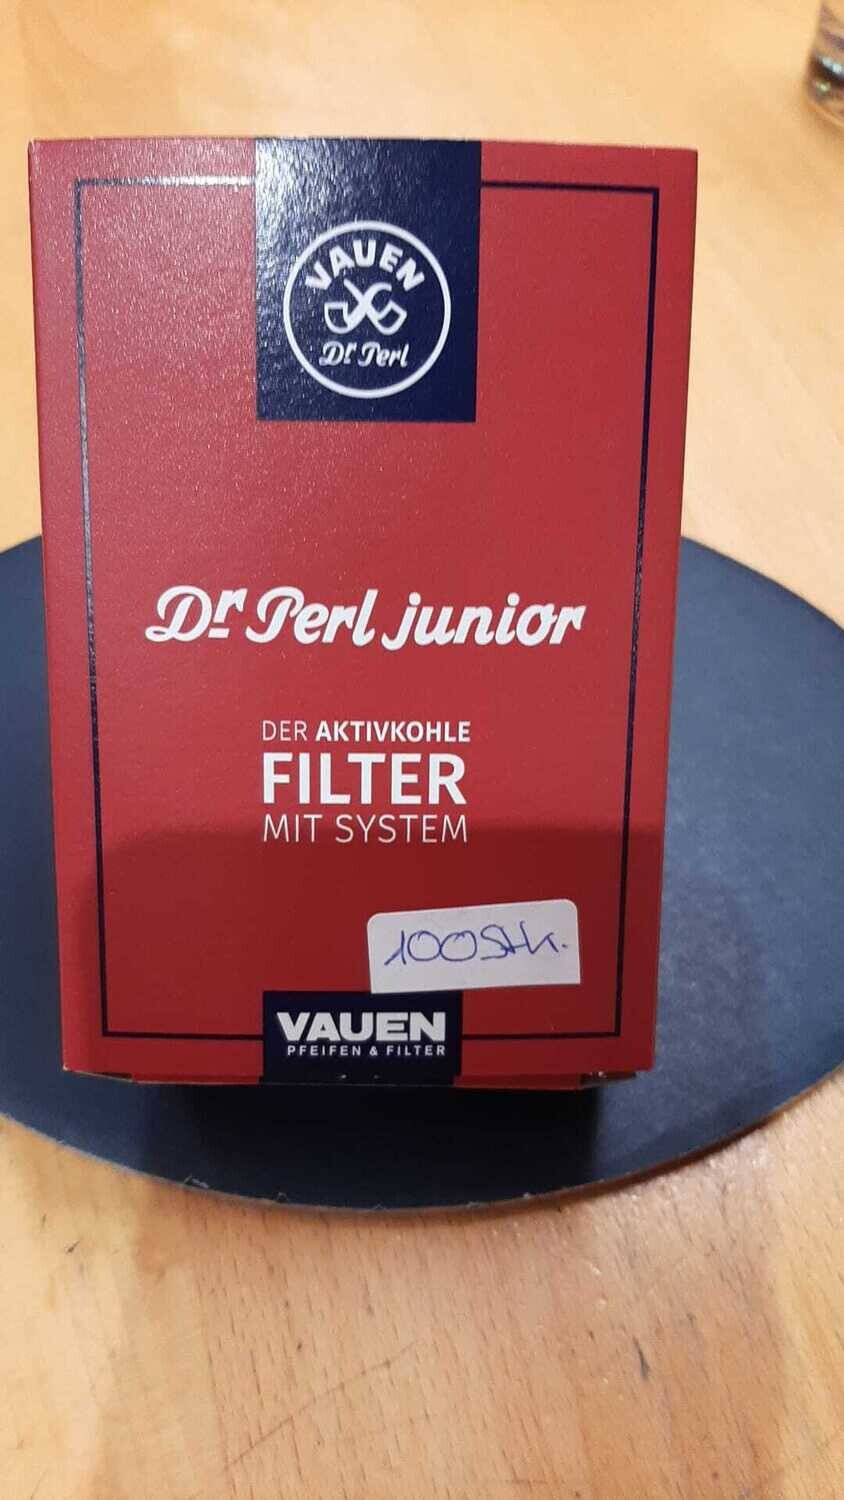 VAUEN
Dr Perl
Dr Perl junior
DER AKTIVKOHLE
FILTER
MIT SYSTEM
100Stk.
VAUEN
PFEIFEN & FILTER